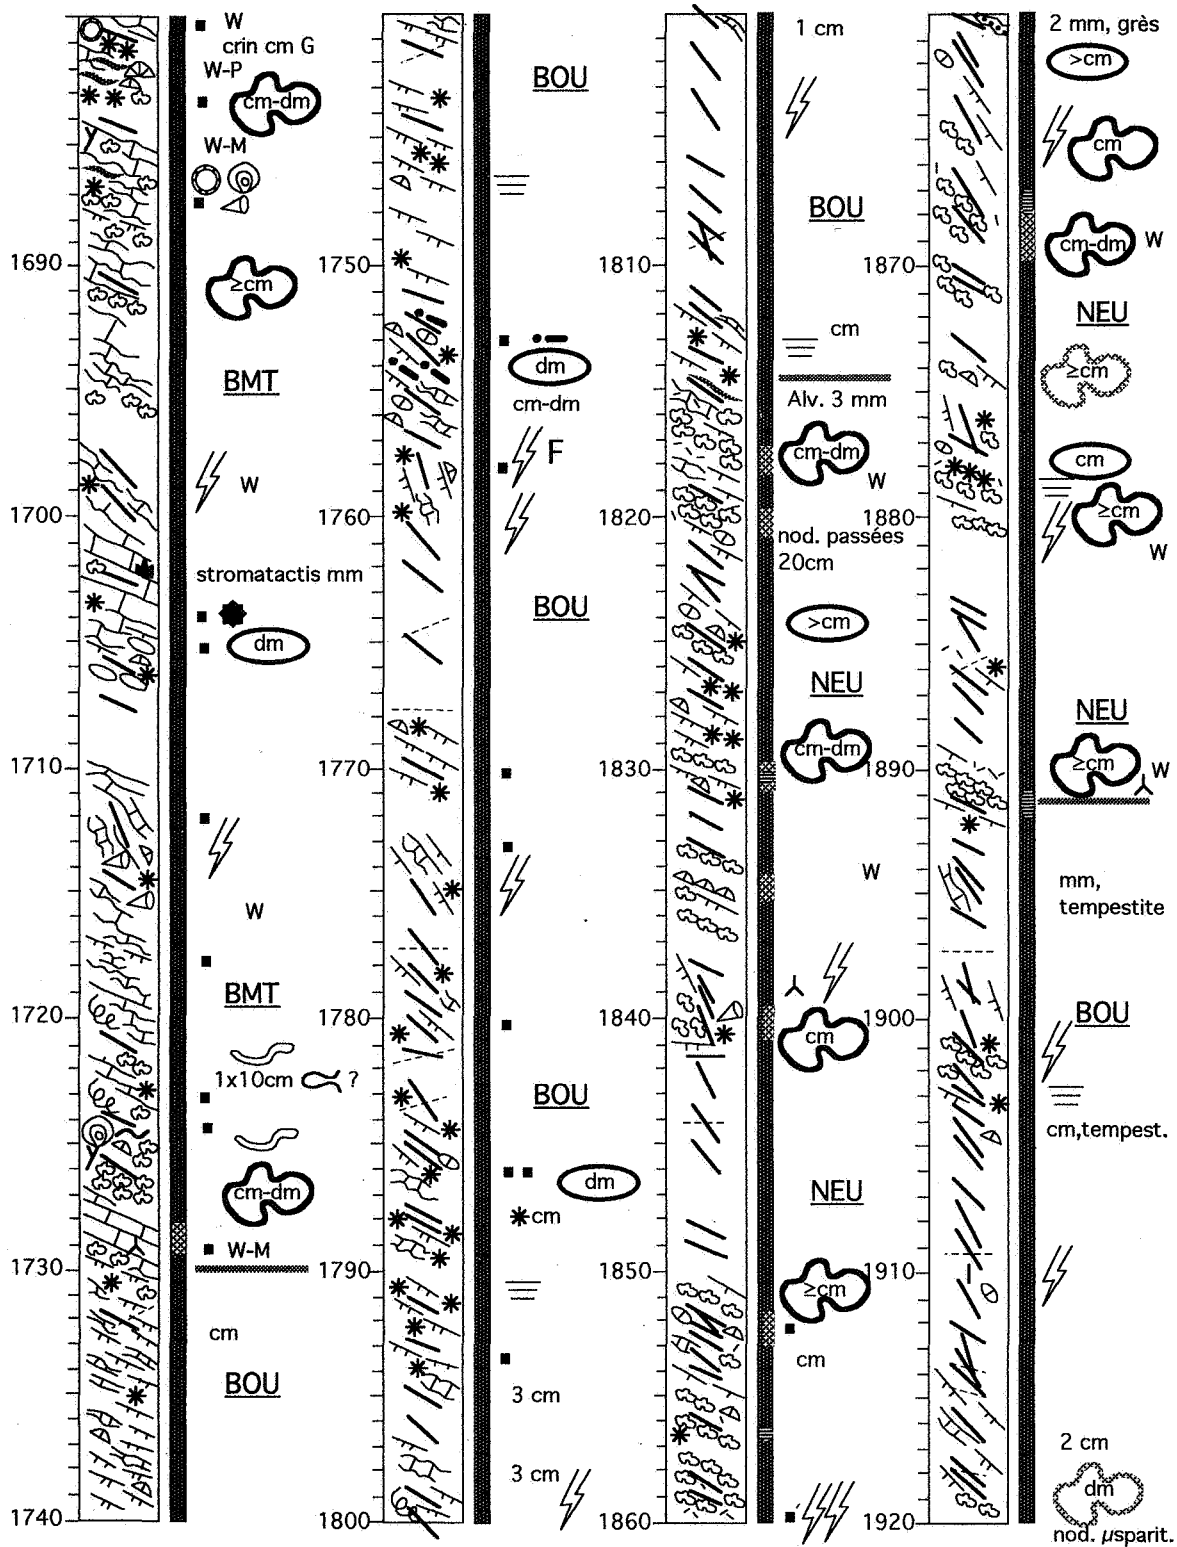 W
crin cm G
W-P
cm-dm
W-M
1690
≥cm
BMT
W
1700
stromatactis mm
dm
1710
W
BMT
1720
1x10cm ?
cm-dm
W-M
1730
cm
BOU
1740
BOU
1750
dm
cm-dm
F
1760
BOU
1770
1780
BOU
dm
cm
1790
3 cm
3 cm
1800
1 cm
BOU
1810
cm
Alv. 3 mm
cm-dm
W
1820
nod. passées
20cm
>cm
NEU
cm-dm
1830
W
1840
cm
NEU
1850
≥cm
cm
1860
2 mm, grès
>cm
cm
cm-dm W
1870
NEU
≥cm
cm
≥cm
1880
W
NEU
≥cm W
1890
mm,
tempestite
1900
BOU
cm,tempest.
1910
2 cm
dm
1920
nod. µsparit.